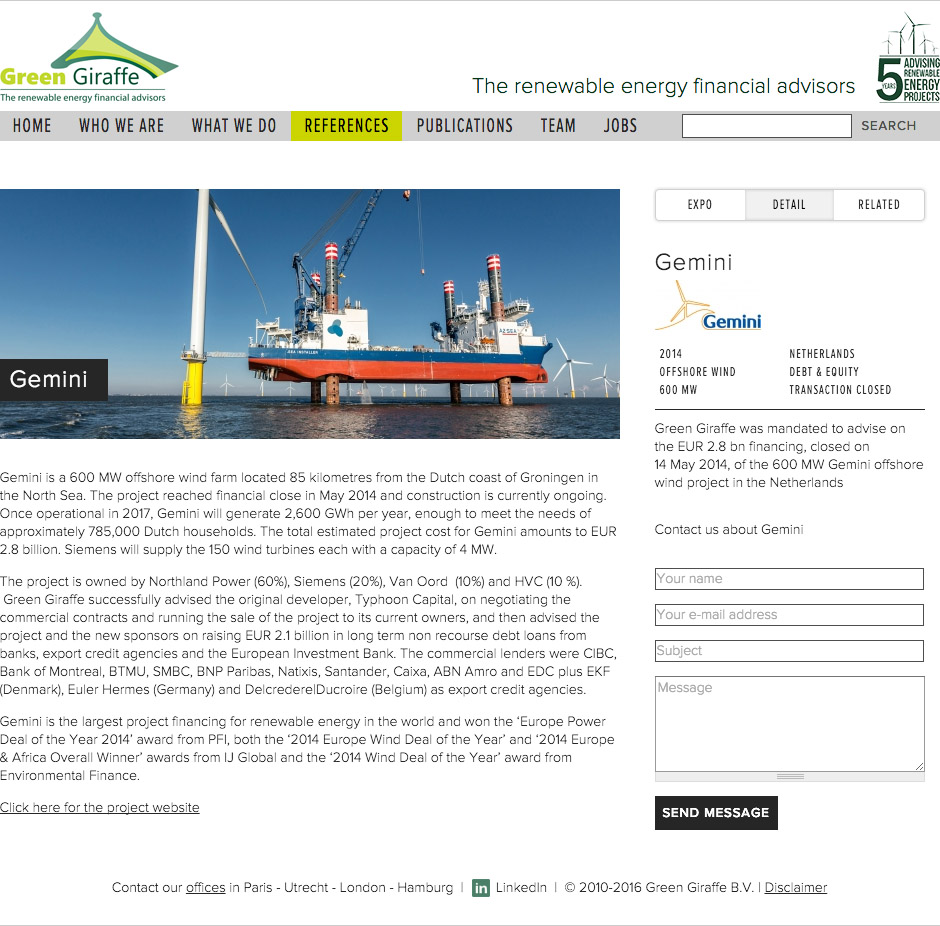 Green Giraffe
The renewable energy financial advisors
The renewable energy financial advisors
5 YEARS
ADVISING
RENEWABLE
ENERGY
PROJECTS
HOME WHO WE ARE WHAT WE DO REFERENCES PUBLICATIONS TEAM JOBS SEARCH
AZSEA
SEA INSTALLER
Gemini
Gemini is a 600 MW offshore wind farm located 85 kilometres from the Dutch coast of Groningen in
the North Sea. The project reached financial close in May 2014 and construction is currently ongoing.
Once operational in 2017, Gemini will generate 2,600 GWh per year, enough to meet the needs of
approximately 785,000 Dutch households. The total estimated project cost for Gemini amounts to EUR
2.8 billion. Siemens will supply the 150 wind turbines each with a capacity of 4 MW.
The project is owned by Northland Power (60%), Siemens (20%), Van Oord (10%) and HVC (10 %).
Green Giraffe successfully advised the original developer, Typhoon Capital, on negotiating the
commercial contracts and running the sale of the project to its current owners, and then advised the
project and the new sponsors on raising EUR 2.1 billion in long term non recourse debt loans from
banks, export credit agencies and the European Investment Bank. The commercial lenders were CIBC,
Bank of Montreal, BTMU, SMBC, BNP Paribas, Natixis, Santander, Caixa, ABN Amro and EDC plus EKF
(Denmark), Euler Hermes (Germany) and Delcredere|Ducroire (Belgium) as export credit agencies.
Gemini is the largest project financing for renewable energy in the world and won the ‘Europe Power
Deal of the Year 2014’ award from PFI, both the ‘2014 Europe Wind Deal of the Year’ and ‘2014 Europe
& Africa Overall Winner’ awards from IJ Global and the ‘2014 Wind Deal of the Year’ award from
Environmental Finance.
Click here for the project website
EXPO DETAIL RELATED
Gemini
Gemini
2014 NETHERLANDS
OFFSHORE WIND DEBT & EQUITY
600 MW TRANSACTION CLOSED
Green Giraffe was mandated to advise on
the EUR 2.8 bn financing, closed on
14 May 2014, of the 600 MW Gemini offshore
wind project in the Netherlands
Contact us about Gemini
Your name
Your e-mail address
Subject
Message
SEND MESSAGE
Contact our offices in Paris - Utrecht - London - Hamburg | in LinkedIn | © 2010-2016 Green Giraffe B.V. | Disclaimer